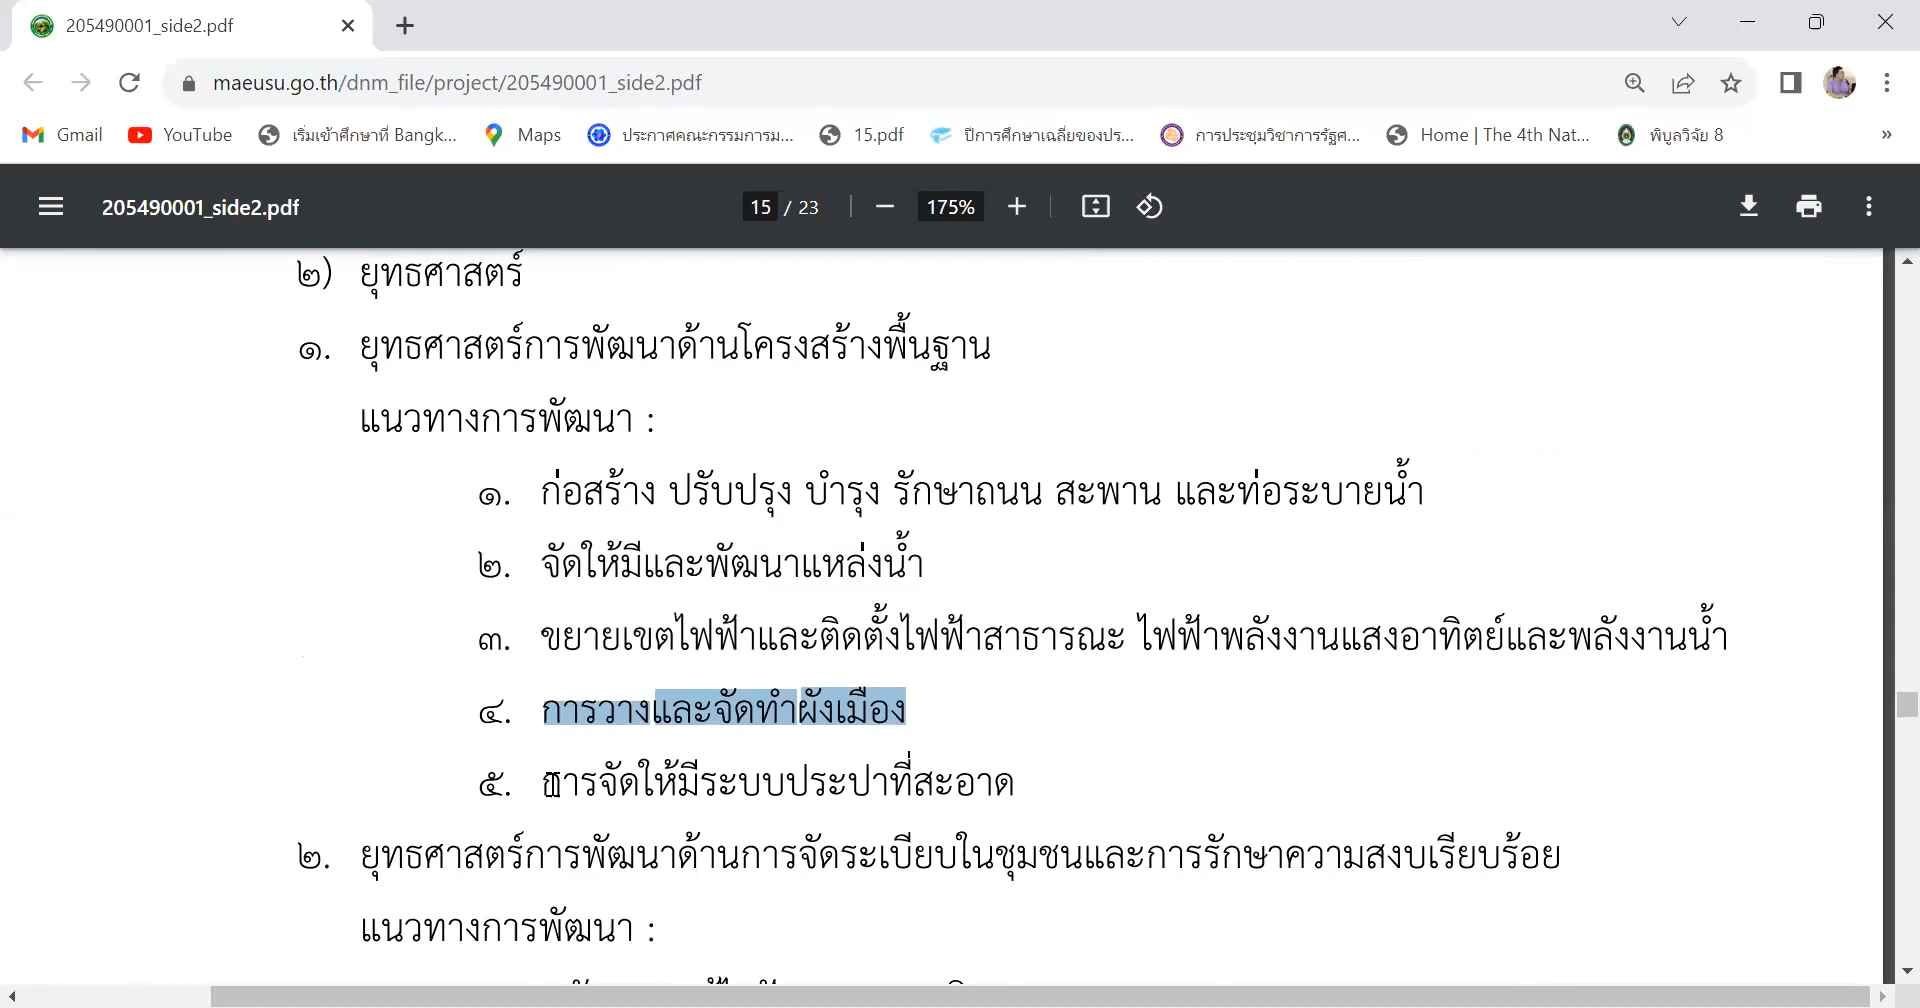 205490001_side2.pdf
maeusu.go.th/dnm_file/project/205490001_side2.pdf
Gmail YouTube เริ่มเข้าศึกษาที่ Bangk... Maps ประกาศคณะกรรมการม... 15.pdf ปีการศึกษาเฉลี่ยของปร... การประชุมวิชาการรัฐศ... Home | The 4th Nat... พิบูลวิจัย 8 »
205490001_side2.pdf 15 / 23 175%
๒) ยุทธศาสตร์
๑. ยุทธศาสตร์การพัฒนาด้านโครงสร้างพื้นฐาน
แนวทางการพัฒนา :
๑. ก่อสร้าง ปรับปรุง บำรุง รักษาถนน สะพาน และท่อระบายน้ำ
๒. จัดให้มีและพัฒนาแหล่งน้ำ
๓. ขยายเขตไฟฟ้าและติดตั้งไฟฟ้าสาธารณะ ไฟฟ้าพลังงานแสงอาทิตย์และพลังงานน้ำ
๔. การวางและจัดทำผังเมือง
๕. การจัดให้มีระบบประปาที่สะอาด
๒. ยุทธศาสตร์การพัฒนาด้านการจัดระเบียบในชุมชนและการรักษาความสงบเรียบร้อย
แนวทางการพัฒนา :